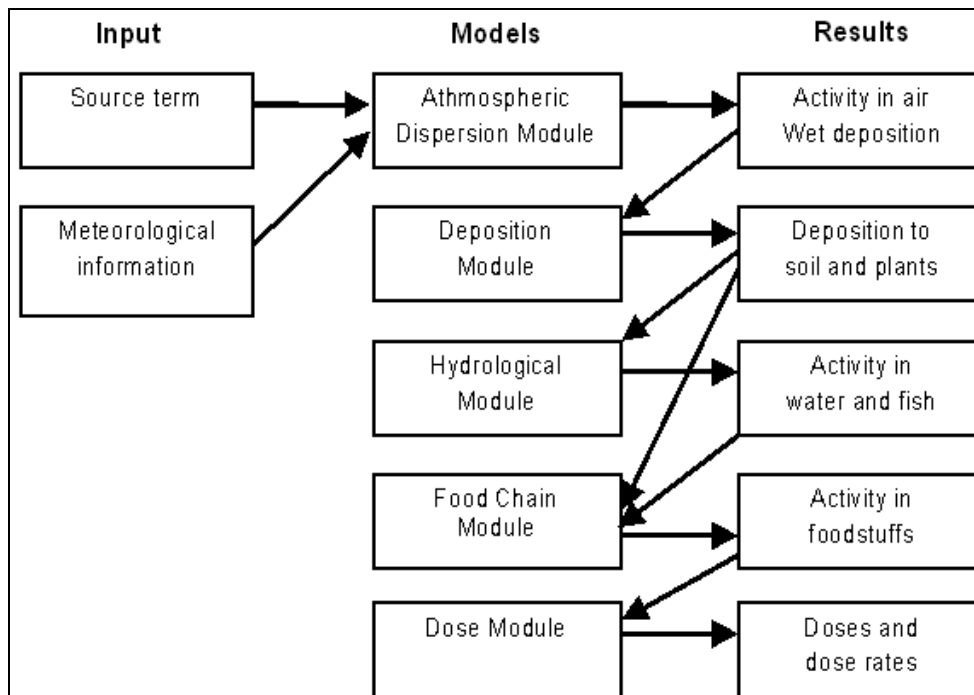 Input
Models
Results
Source term
Athmospheric
Dispersion Module
Activity in air
Wet deposition
Meteorological
information
Deposition
Module
Deposition to
soil and plants
Hydrological
Module
Activity in
water and fish
Food Chain
Module
Activity in
foodstuffs
Dose Module
Doses and
dose rates